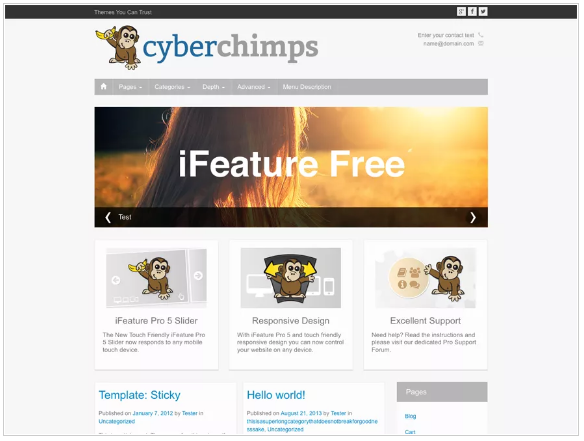 Themes You Can Trust
Enter your contact text
name@domain.com
cyberchimps
Pages
Categories
Depth
Advanced
Menu Description
iFeature Free
Test
iFeature Pro 5 Slider
The New Touch Friendly iFeature Pro
5 Slider now responds to any mobile
touch device.
Responsive Design
With iFeature Pro 5 and touch friendly
responsive design you can now control
your website on any device.
Excellent Support
Need help? Read the instructions and
please visit our dedicated Pro Support
Forum.
Template: Sticky
Published on January 7, 2012 by Tester in
Uncategorized
Hello world!
Published on August 21, 2013 by Tester in
thisisasuperlongcategorythatdoesnotbreakforgoodne
sssake, Uncategorized
Pages
Blog
Cart